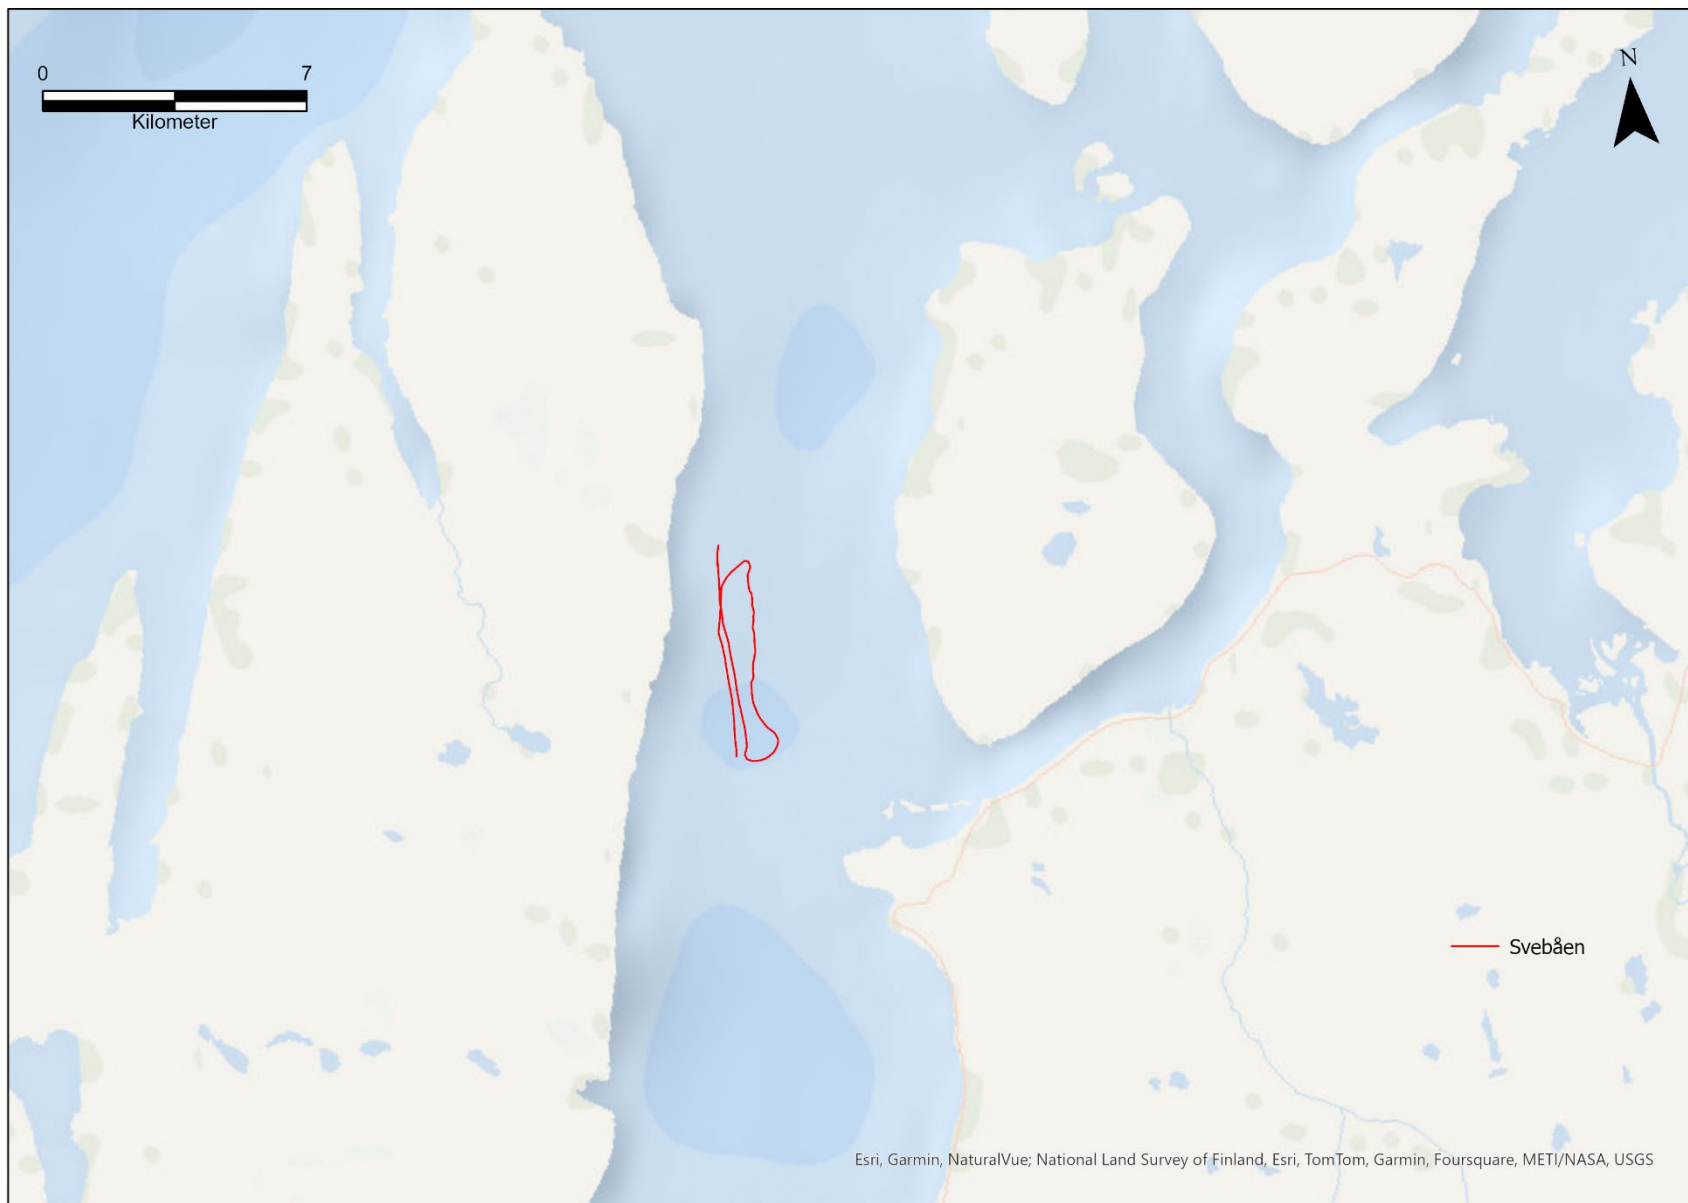 0 7
Kilometer
N
Svebåen
Esri, Garmin, NaturalVue; National Land Survey of Finland, Esri, TomTom, Garmin, Foursquare, METI/NASA, USGS